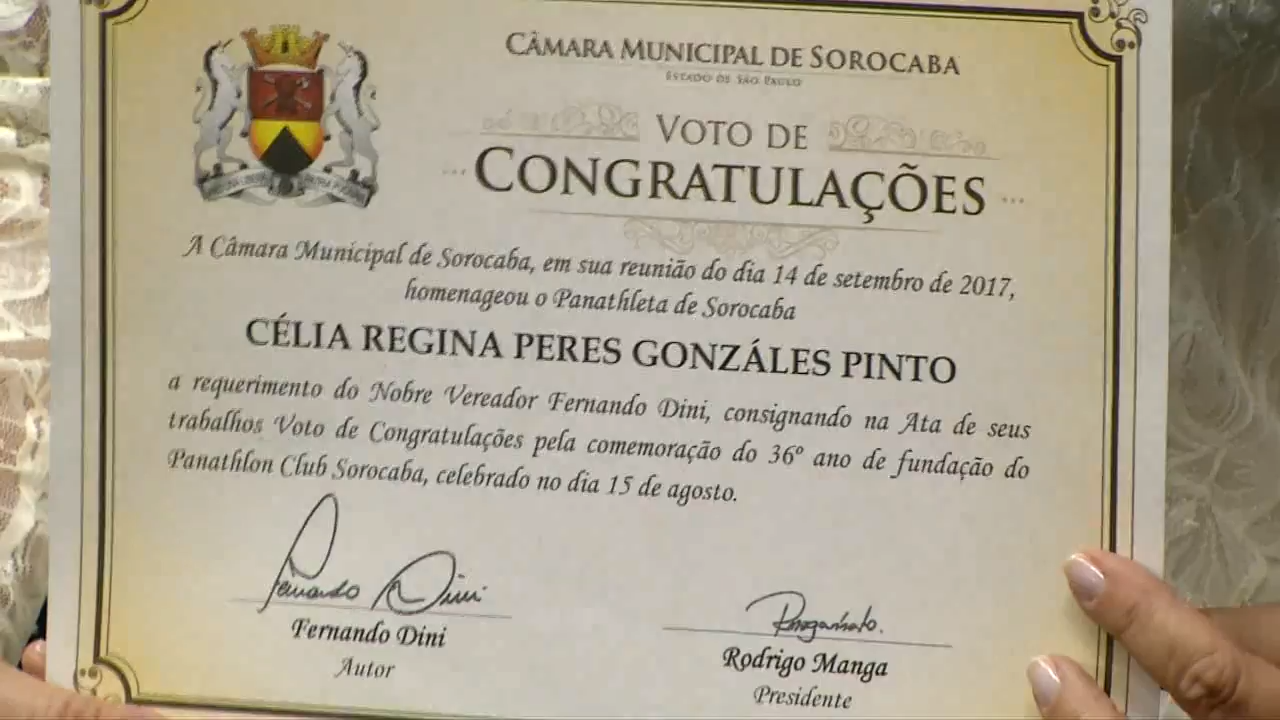 CÂMARA MUNICIPAL DE SOROCABA
ESTADO DE SÃO PAULO
VOTO DE
CONGRATULAÇÕES
A Câmara Municipal de Sorocaba, em sua reunião do dia 14 de setembro de 2017,
homenageou o Panathleta de Sorocaba
CÉLIA REGINA PERES GONZÁLES PINTO
a requerimento do Nobre Vereador Fernando Dini, consignando na Ata de seus
trabalhos Voto de Congratulações pela comemoração do 36º ano de fundação do
Panathlon Club Sorocaba, celebrado no dia 15 de agosto.
Fernando Dini
Fernando Dini
Autor
Rodrigo Manga
Presidente